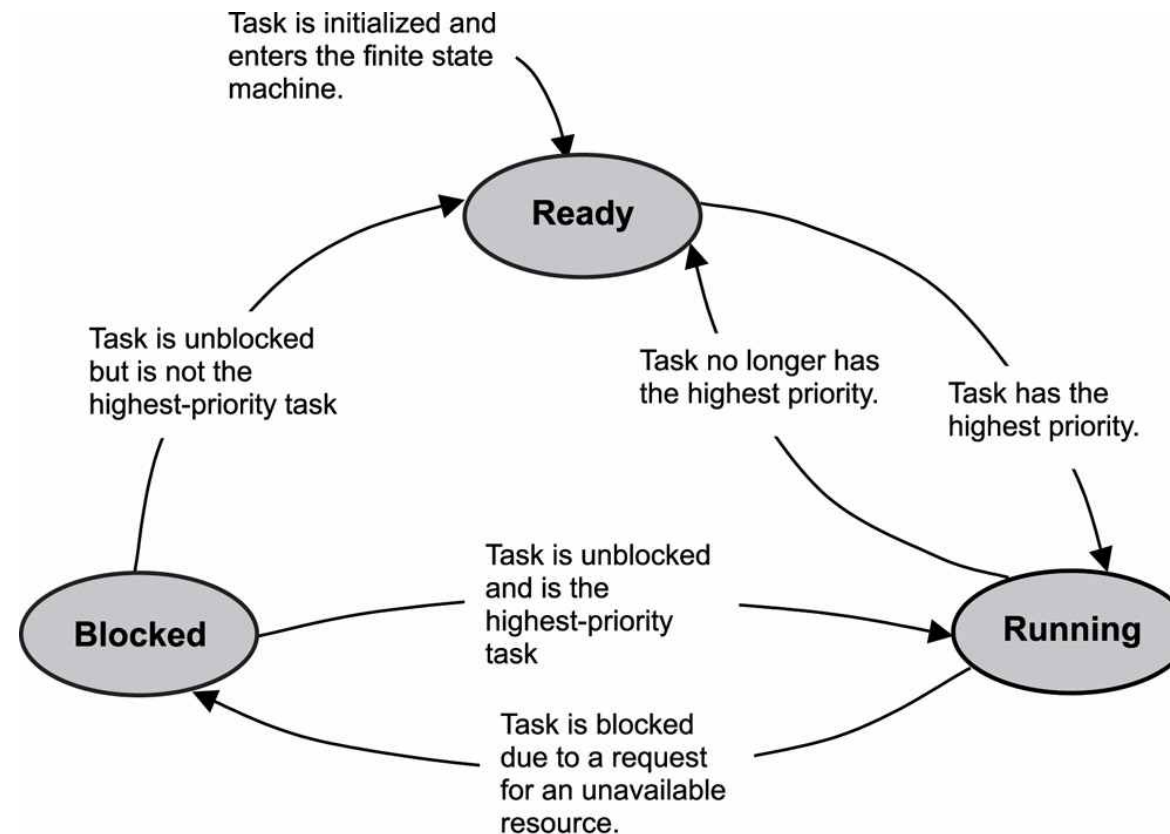 Task is initialized and
enters the finite state
machine.
Ready
Task is unblocked
but is not the
highest-priority task
Task no longer has
the highest priority.
Task has the
highest priority.
Task is unblocked
and is the
highest-priority
task
Blocked
Running
Task is blocked
due to a request
for an unavailable
resource.